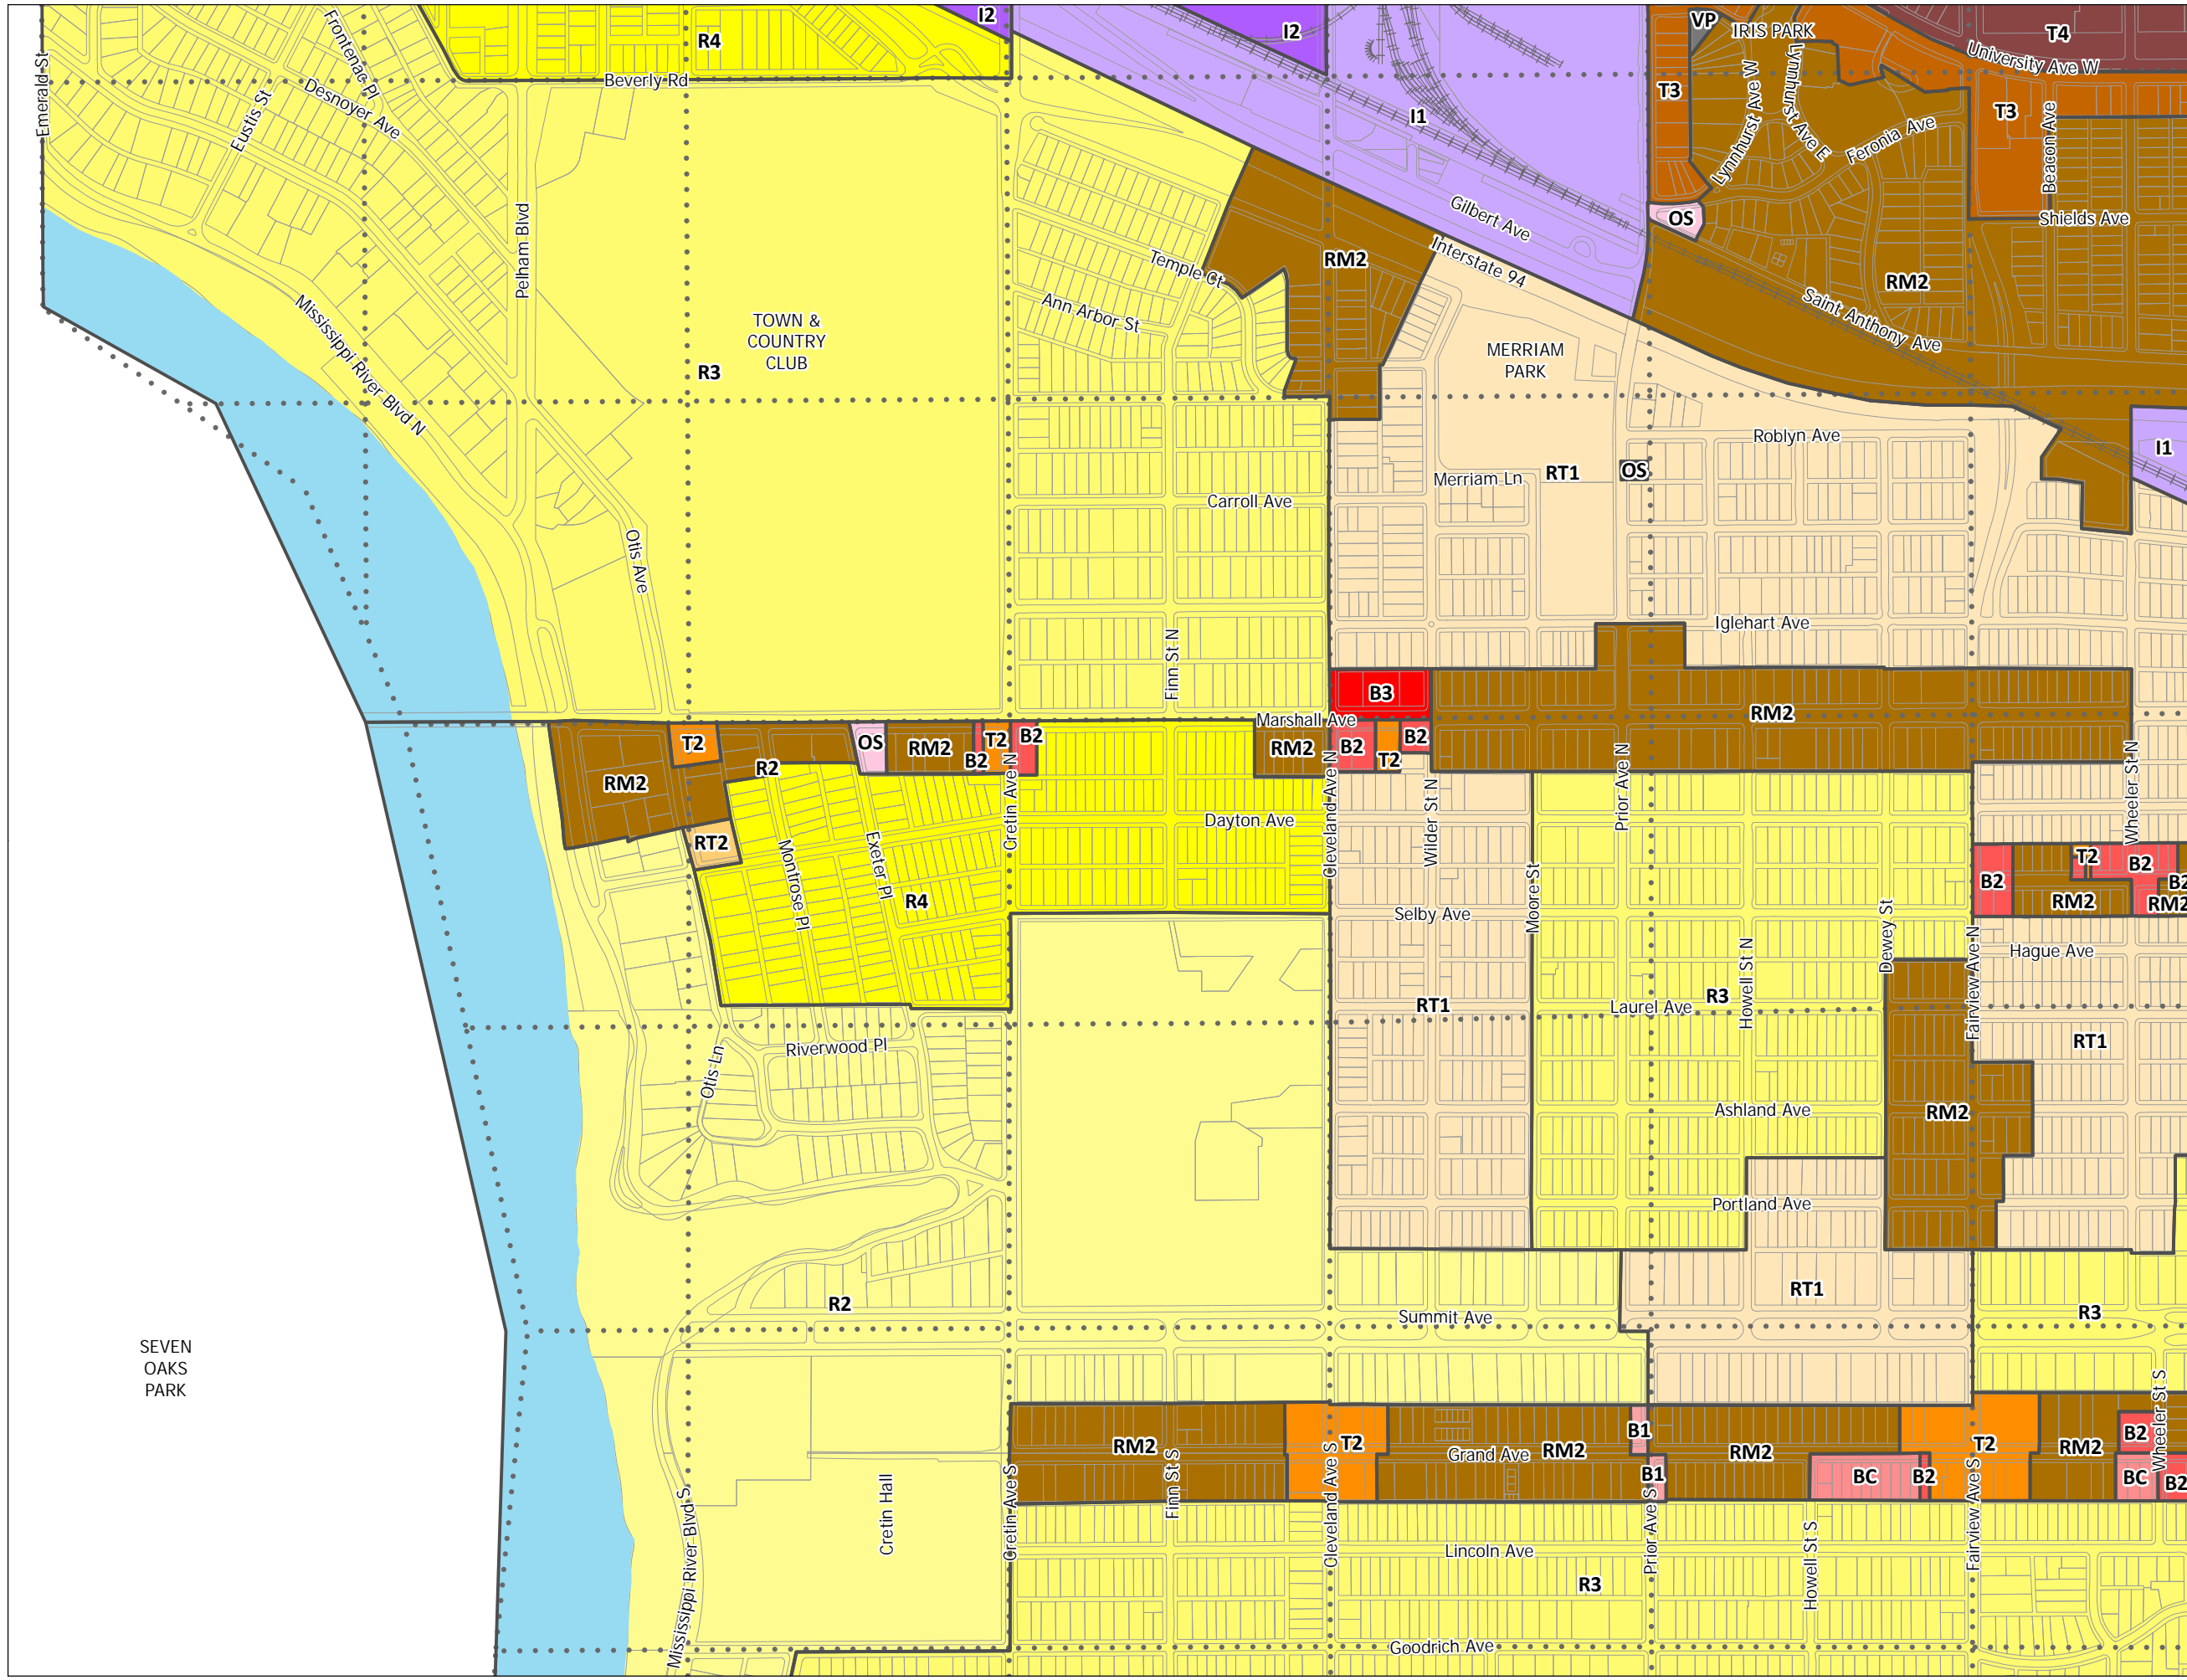 I2
I2
VP
IRIS PARK
T4
R4
University Ave W
Frontenac Pl
Emerald St
Beverly Rd
Desnoyer Ave
Eustis St
I1
T3
Lynnhurst Ave W
Lynnhurst Ave E
Feronia Ave
T3
Beacon Ave
Pelham Blvd
Gilbert Ave
OS
Shields Ave
Temple Ct
RM2
Interstate 94
RM2
Mississippi River Blvd N
Ann Arbor St
Saint Anthony Ave
TOWN &
COUNTRY
CLUB
MERRIAM
PARK
R3
Roblyn Ave
I1
Merriam Ln
RT1
OS
Carroll Ave
Otis Ave
Finn St N
Iglehart Ave
B3
Marshall Ave
RM2
T2
OS
RM2
B2
T2
B2
RM2
B2
T2
B2
R2
RM2
Cretin Ave N
Cleveland Ave N
Wilder St N
Prior Ave N
Wheeler St N
RT2
Dayton Ave
Montrose Pl
Exeter Pl
R4
Moore St
B2
T2
B2
B2
RM2
RM2
Selby Ave
Dewey St
Fairview Ave N
Hague Ave
Howell St N
RT1
R3
Laurel Ave
RT1
Riverwood Pl
Otis Ln
Ashland Ave
RM2
Portland Ave
R2
RT1
Summit Ave
R3
SEVEN
OAKS
PARK
RM2
T2
Grand Ave
RM2
B1
B1
RM2
BC
B2
T2
RM2
B2
BC
B2
Wheeler St S
Mississippi River Blvd S
Cretin Hall
Cretin Ave S
Finn St S
Cleveland Ave S
Prior Ave S
Howell St S
Fairview Ave S
Lincoln Ave
R3
Goodrich Ave